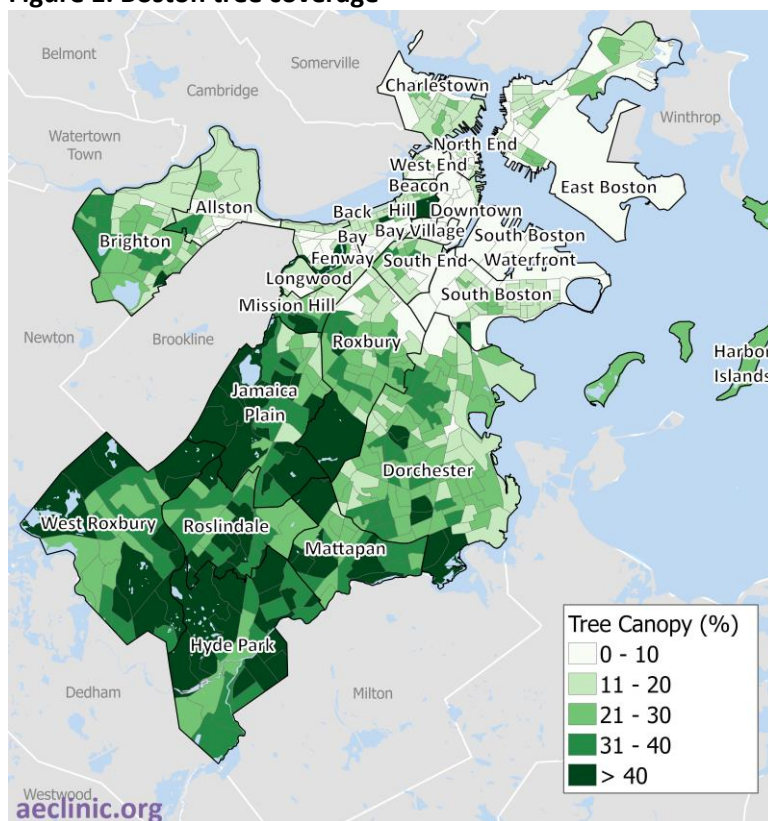 Figure 1. Boston tree coverage
Belmont
Somerville
Cambridge
Charlestown
Winthrop
Watertown
Town
North End
West End
Beacon
Hill
East Boston
Allston
Back
Bay
Downtown
Brighton
Bay Village
South Boston
Waterfront
Fenway
South End
Longwood
South Boston
Mission Hill
Newton
Brookline
Roxbury
Harbor
Islands
Jamaica
Plain
Dorchester
West Roxbury
Roslindale
Mattapan
Hyde Park
Dedham
Milton
Westwood
Tree Canopy (%)
0 - 10
11 - 20
21 - 30
31 - 40
> 40
aeclinic.org